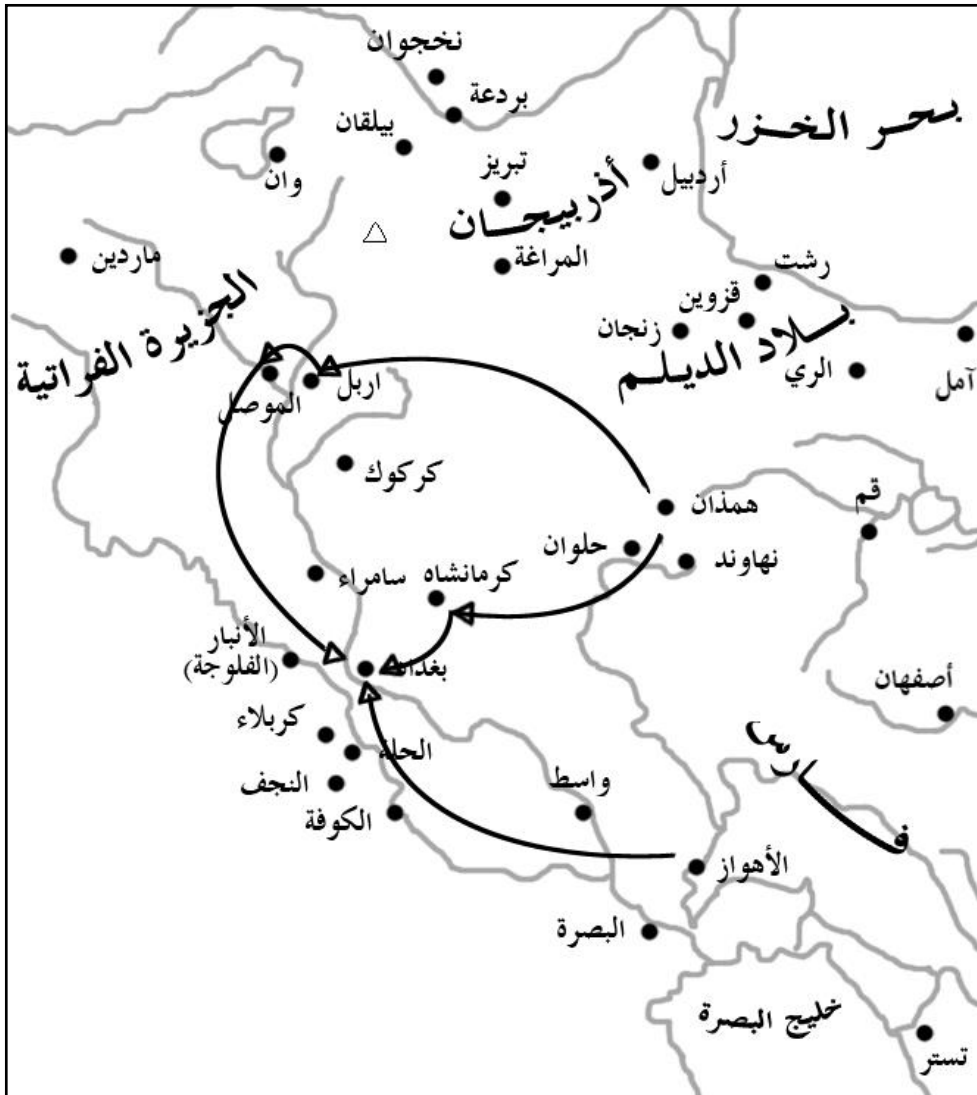 نخجوان
بردعة
بحر الخزر
بيلقان
وان
تبريز
أردبيل
أذربيجان
المراغة
ماردين
رشت
قزوين
زنجان
بلاد الديلم
الري
آمل
الجزيرة الفراتية
اربل
الموصل
كركوك
همذان
قم
حلوان
نهاوند
كرمانشاه
سامراء
الأنبار
(الفلوجة)
بغداد
أصفهان
كربلاء
الحلة
النجف
الكوفة
واسط
فارس
الأهواز
البصرة
خليج البصرة
تستر